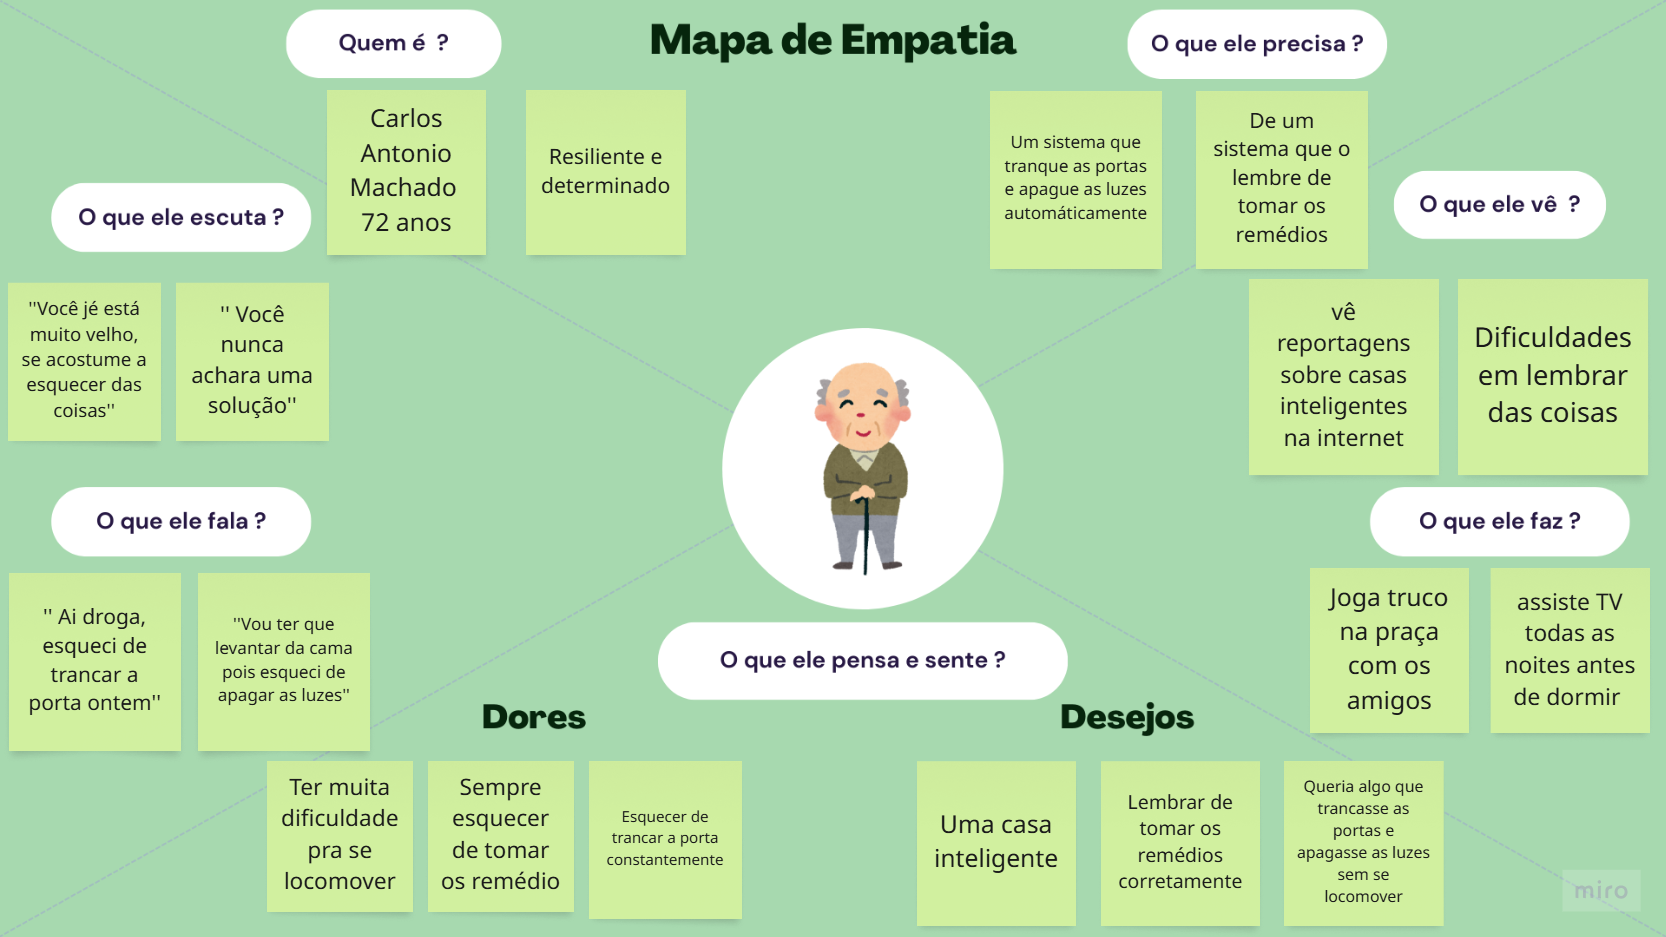 Mapa de Empatia
Quem é ?
Carlos
Antonio
Machado
72 anos
Resiliente e
determinado
O que ele precisa ?
Um sistema que
tranque as portas
e apague as luzes
automáticamente
De um
sistema que o
lembre de
tomar os
remédios
O que ele escuta ?
''Você jé está
muito velho,
se acostume a
esquecer das
coisas''
'' Você
nunca
achara uma
solução''
O que ele vê ?
vê
reportagens
sobre casas
inteligentes
na internet
Dificuldades
em lembrar
das coisas
O que ele fala ?
'' Ai droga,
esqueci de
trancar a
porta ontem''
''Vou ter que
levantar da cama
pois esqueci de
apagar as luzes''
O que ele faz ?
Joga truco
na praça
com os
amigos
assiste TV
todas as
noites antes
de dormir
O que ele pensa e sente ?
Dores
Ter muita
dificuldade
pra se
locomover
Sempre
esquecer
de tomar
os remédio
Esquecer de
trancar a porta
constantemente
Desejos
Uma casa
inteligente
Lembrar de
tomar os
remédios
corretamente
Queria algo que
trancasse as
portas e
apagasse as luzes
sem se
locomover
miro